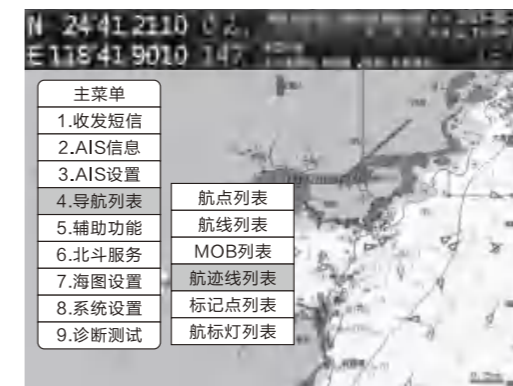 N 24 41.2110
E 118 41 9010
主菜单
1.收发短信
2.AIS信息
3.AIS设置
4.导航列表
5.辅助功能
6.北斗服务
7.海图设置
8.系统设置
9.诊断测试
航点列表
航线列表
MOB列表
航迹线列表
标记点列表
航标灯列表